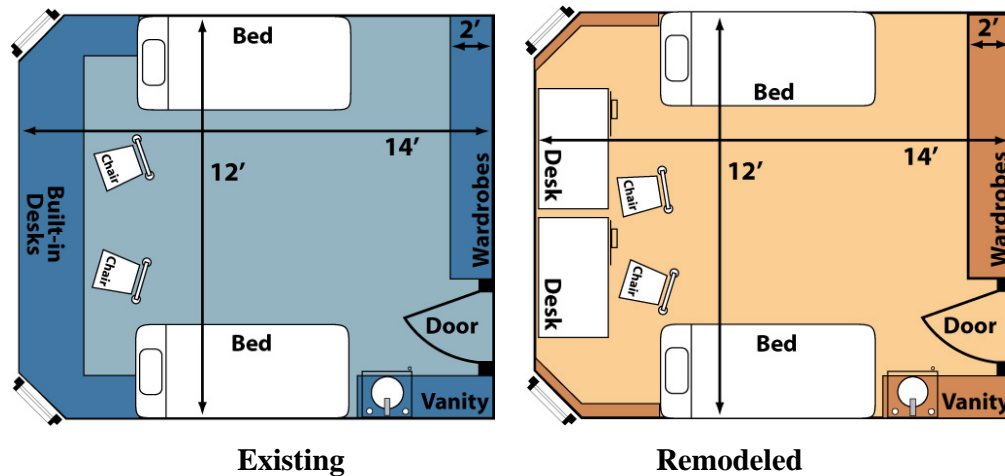 Bed
2’
14’
12’
Chair
Built-in
Desks
Wardrobes
Chair
Door
Bed
Vanity
Existing
2’
Bed
14’
12’
Desk
Chair
Wardrobes
Desk
Chair
Door
Bed
Vanity
Remodeled